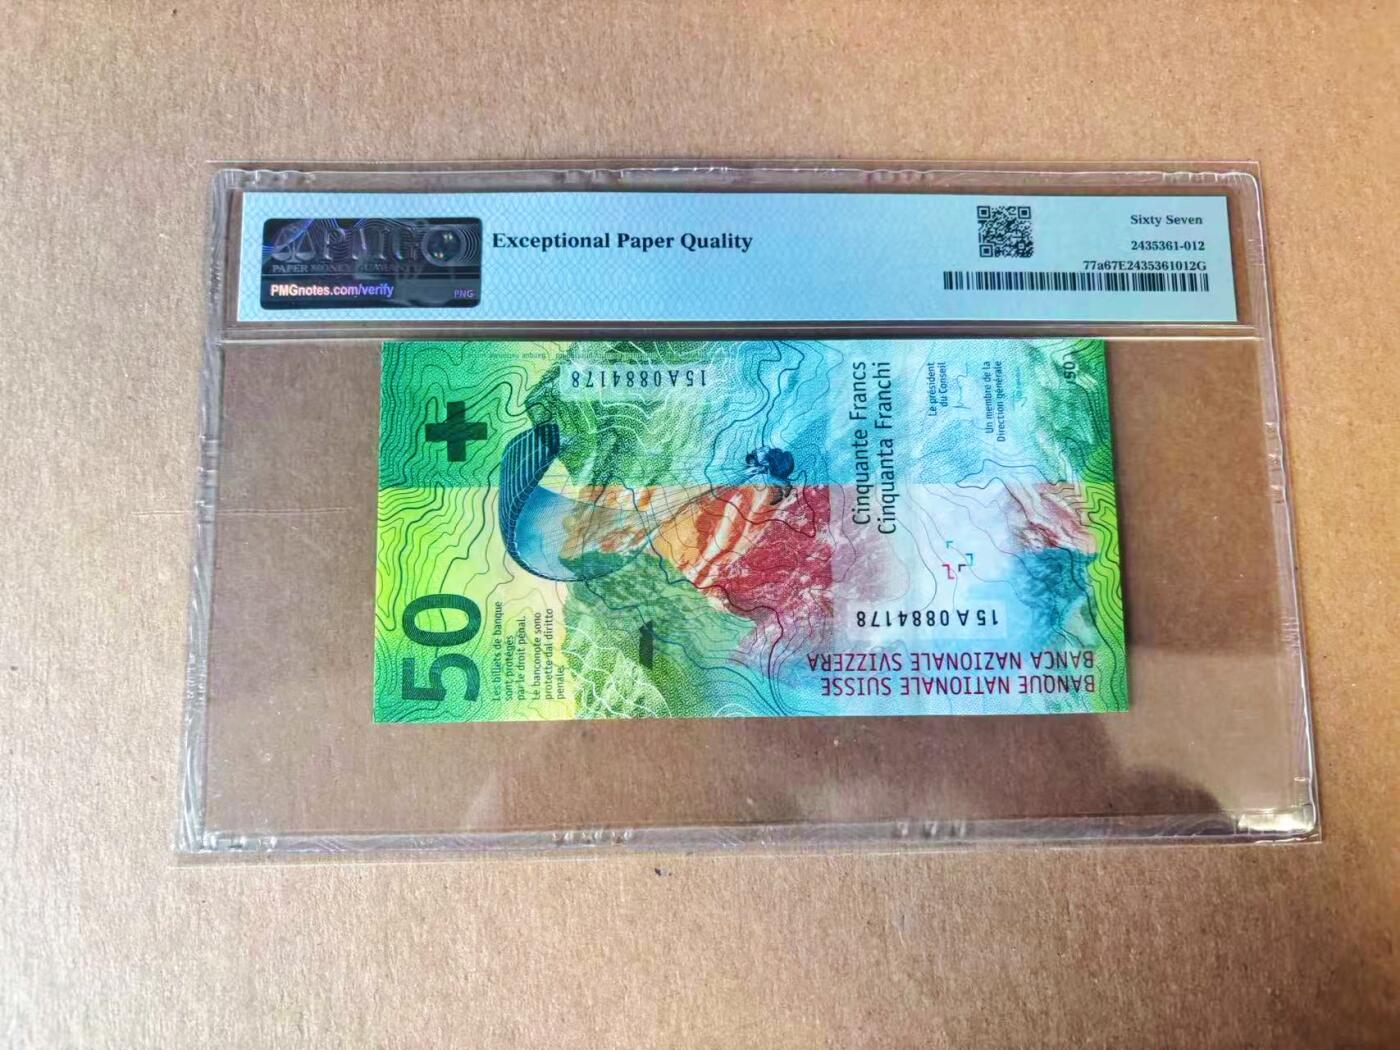 PMG
PAPER MONEY GUARANTY
PMGnotes.com/verify
PNG
Exceptional Paper Quality
Sixty Seven
2435361-012
77a67E2435361012G
15A0884178
50
Les billets de banque
sont protégés
par le droit pénal.
Le banconote sono
protette dal diritto
penale.
Cinquante Francs
Cinquanta Franchi
Le président
du Conseil
Un membre de la
Direction générale
50
15A0884178
BANQUE NATIONALE SUISSE
BANCA NAZIONALE SVIZZERA